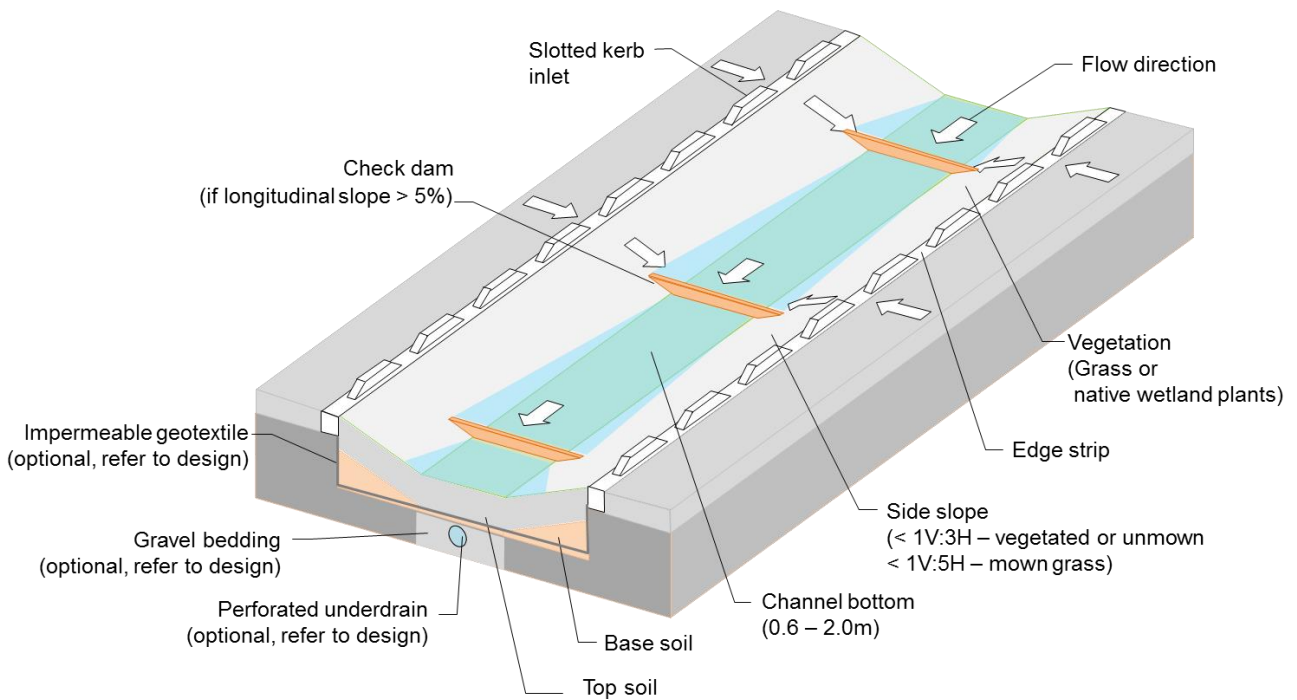 Slotted kerb
inlet
Flow direction
Check dam
(if longitudinal slope > 5%)
Vegetation
(Grass or
native wetland plants)
Impermeable geotextile
(optional, refer to design)
Edge strip
Side slope
(< 1V:3H – vegetated or unmown
< 1V:5H – mown grass)
Gravel bedding
(optional, refer to design)
Channel bottom
(0.6 – 2.0m)
Perforated underdrain
(optional, refer to design)
Base soil
Top soil